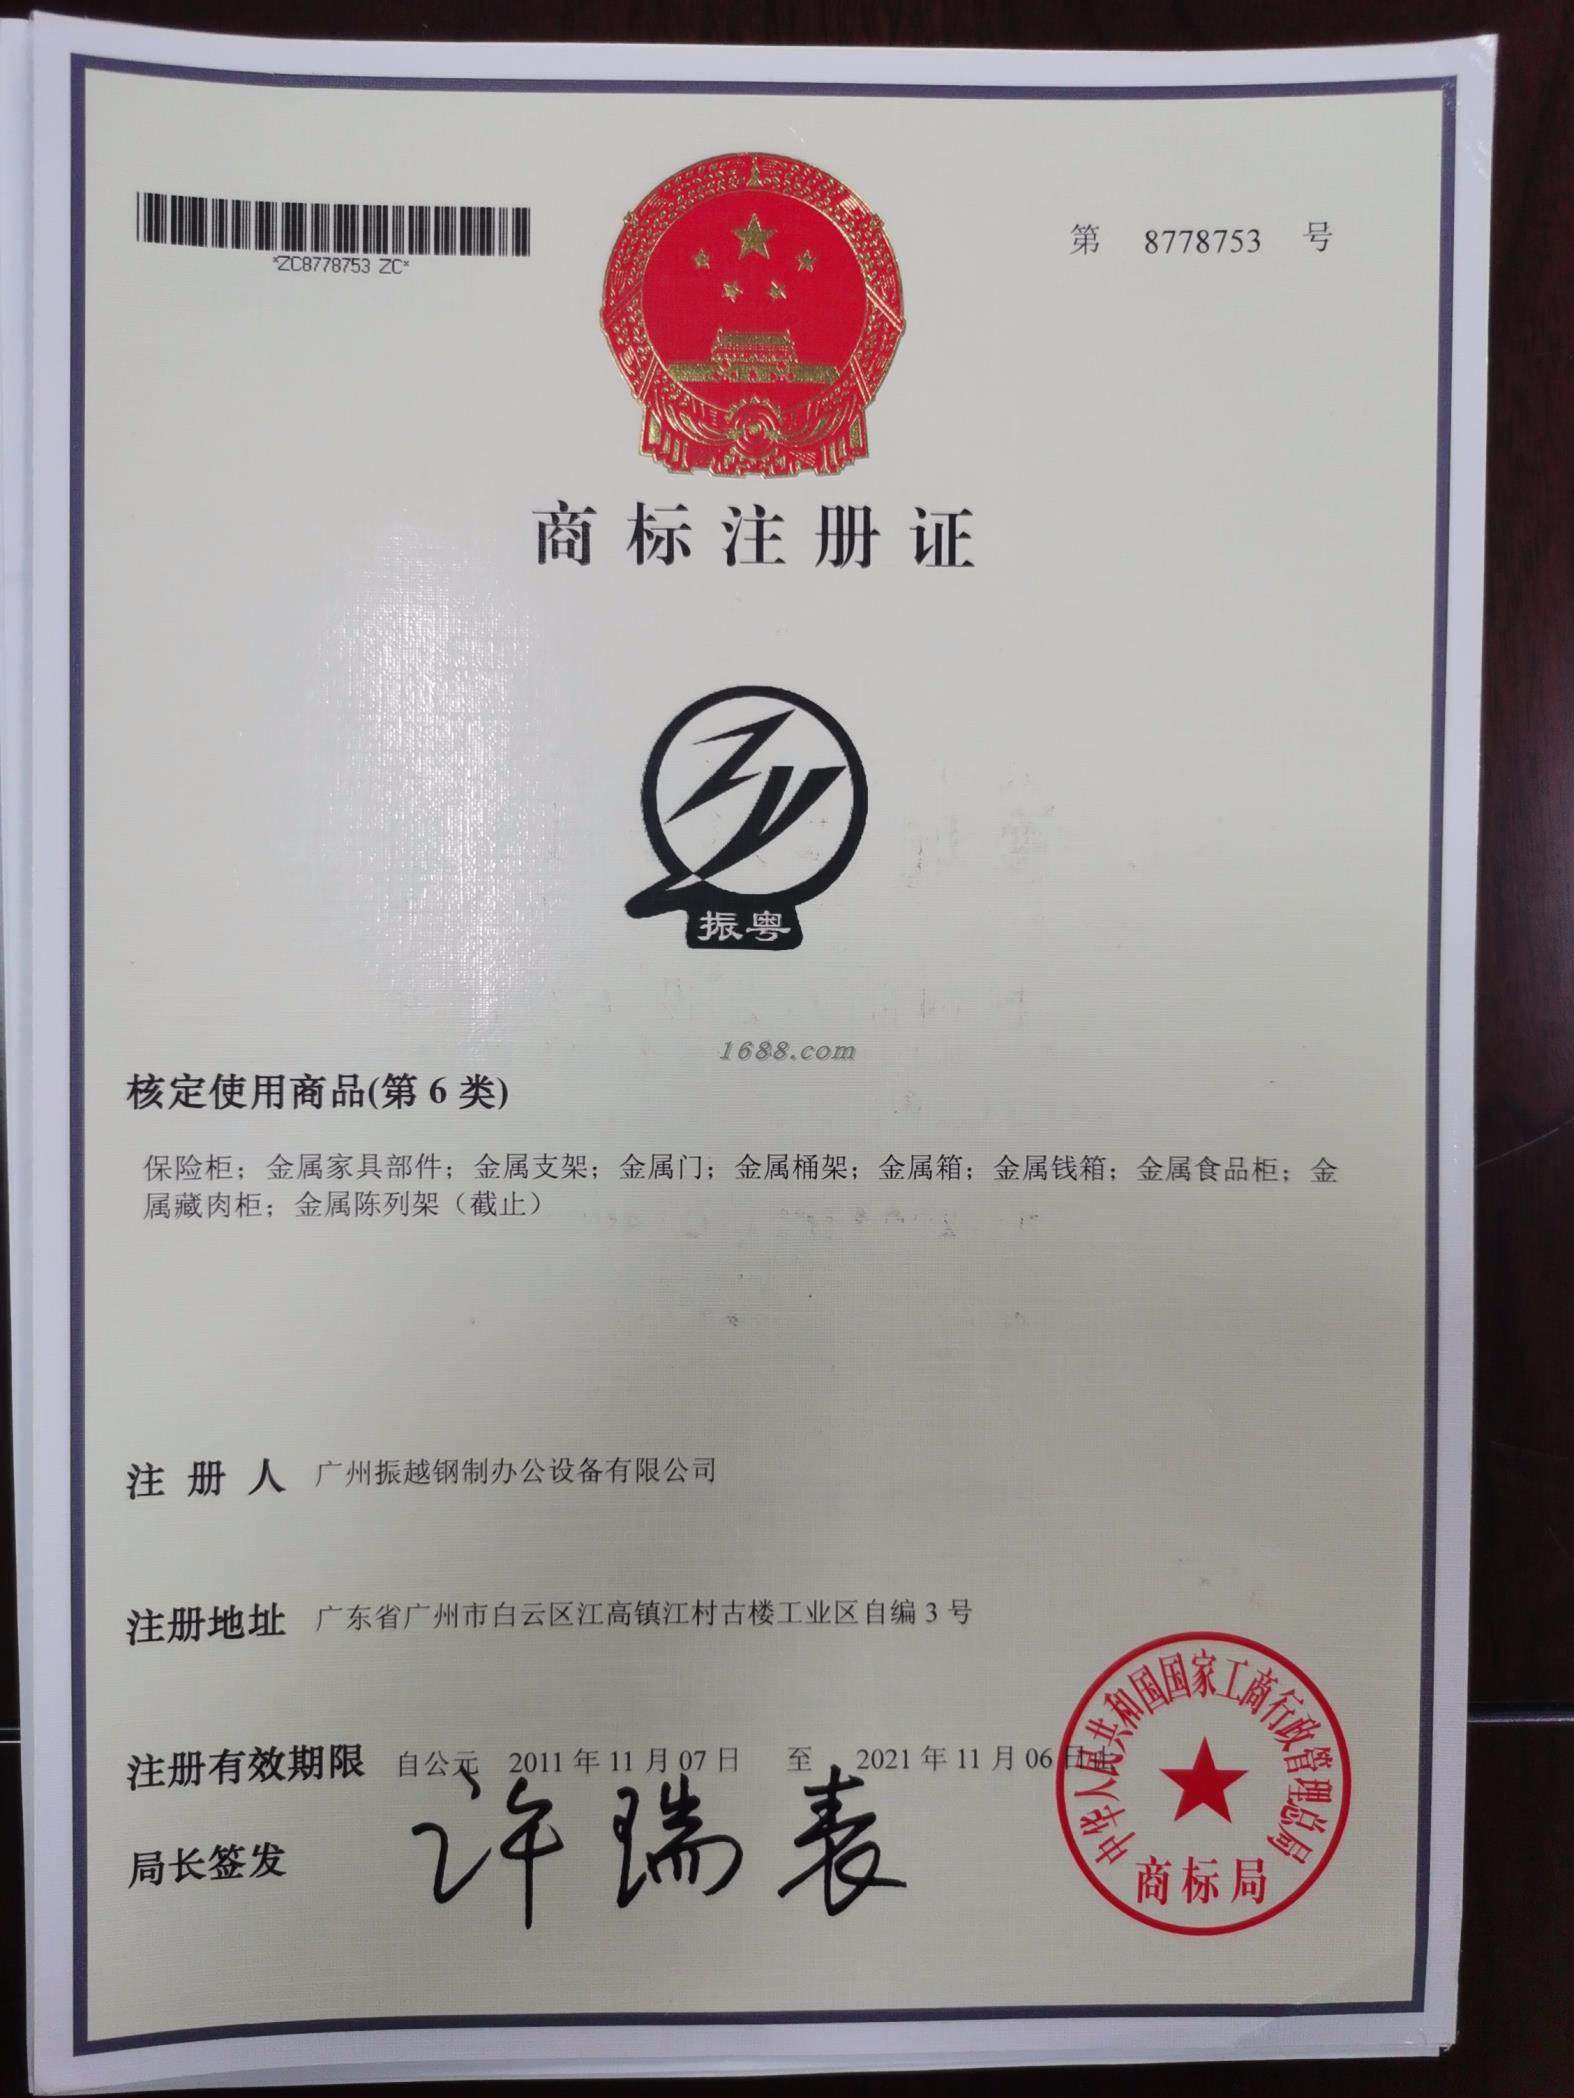 第 8778753 号
*ZC8778753 ZC*
商标注册证
ZY
振粤
1688.com
核定使用商品(第 6 类)
保险柜；金属家具部件；金属支架；金属门；金属桶架；金属箱；金属钱箱；金属食品柜；金
属藏肉柜；金属陈列架（截止）
注册人 广州振越钢制办公设备有限公司
注册地址 广东省广州市白云区江高镇江村古楼工业区自编 3 号
注册有效期限 自公元 2011 年 11 月 07 日 至 2021 年 11 月 06 日止
局长签发 许瑞表
中华人民共和国国家工商行政管理总局
商标局